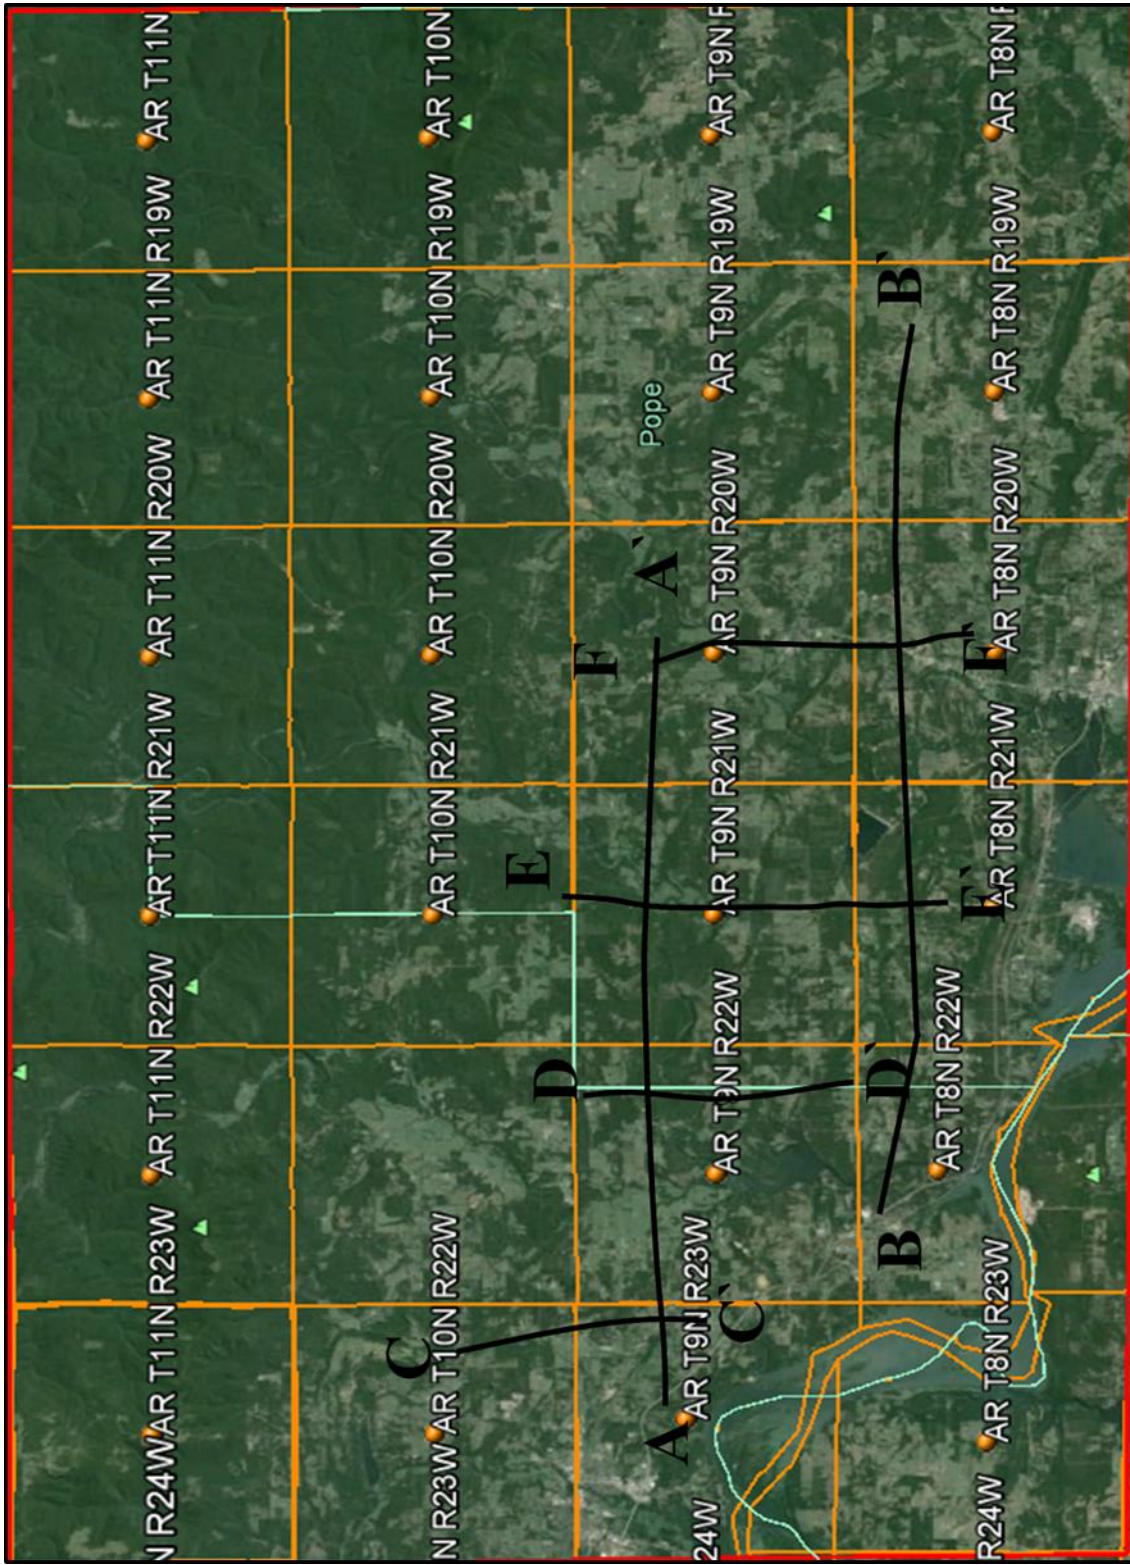 N R24W AR T11N R23W AR T11N R22W AR T11N R21W AR T11N R20W AR T11N R19W AR T11N
C
N R23W AR T10N R22W AR T10N R21W AR T10N R20W AR T10N R19W AR T10N
D E
F
A A` Pope
24W AR T9N R23W AR T9N R22W AR T9N R21W AR T9N R20W AR T9N R19W AR T9N
C`
B D` B`
AR T8N R22W
F` F`
R24W AR T8N R23W AR T8N R21W AR T8N R20W AR T8N R19W AR T8N